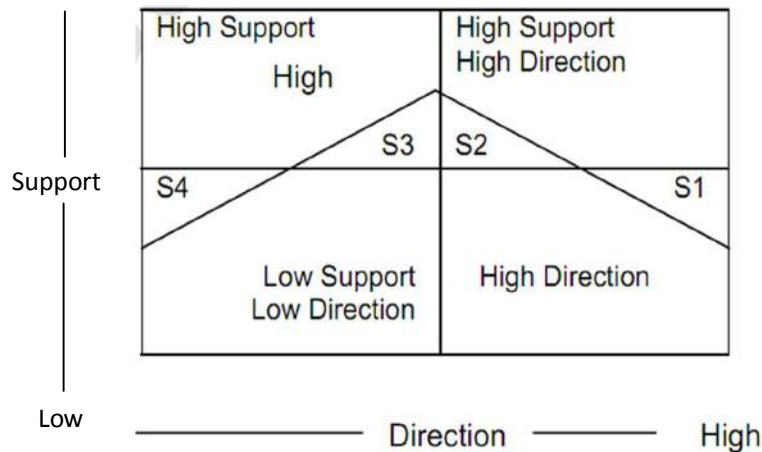 High Support
High
High Support
High Direction
S3
S2
Support
S4
S1
Low Support
Low Direction
High Direction
Low
Direction
High